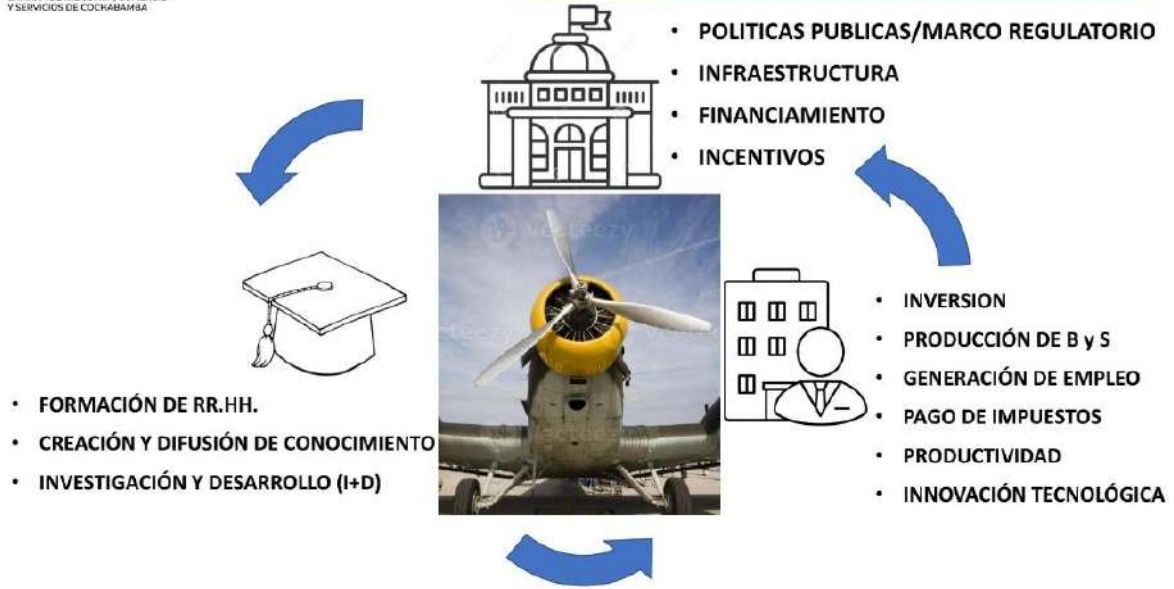 Y SERVICIOS DE COCHABAMBA
• POLITICAS PUBLICAS/MARCO REGULATORIO
• INFRAESTRUCTURA
• FINANCIAMIENTO
• INCENTIVOS
• INVERSION
• PRODUCCIÓN DE B y S
• GENERACIÓN DE EMPLEO
• PAGO DE IMPUESTOS
• PRODUCTIVIDAD
• INNOVACIÓN TECNOLÓGICA
• FORMACIÓN DE RR.HH.
• CREACIÓN Y DIFUSIÓN DE CONOCIMIENTO
• INVESTIGACIÓN Y DESARROLLO (I+D)